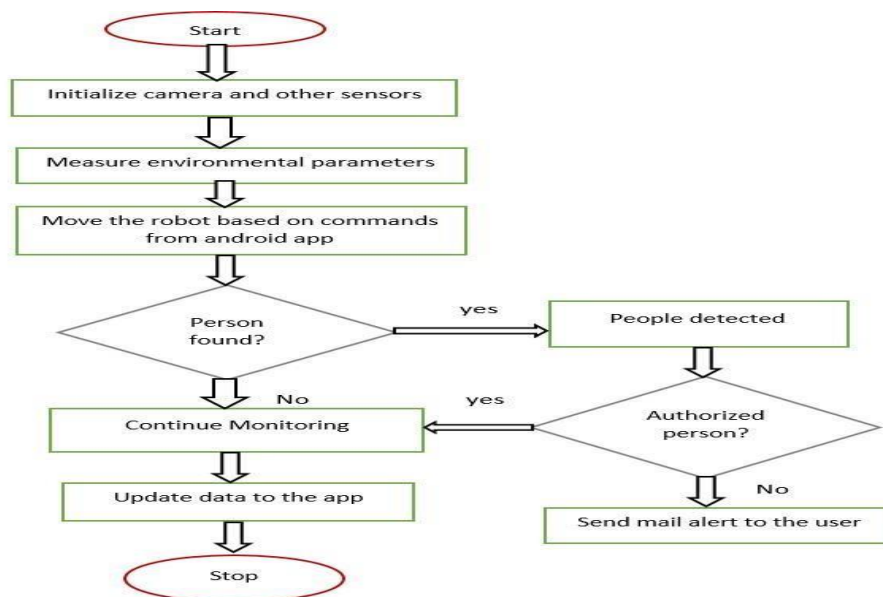 Start
Initialize camera and other sensors
Measure environmental parameters
Move the robot based on commands
from android app
Person
found?
yes
People detected
No
Continue Monitoring
yes
Authorized
person?
Update data to the app
No
Send mail alert to the user
Stop